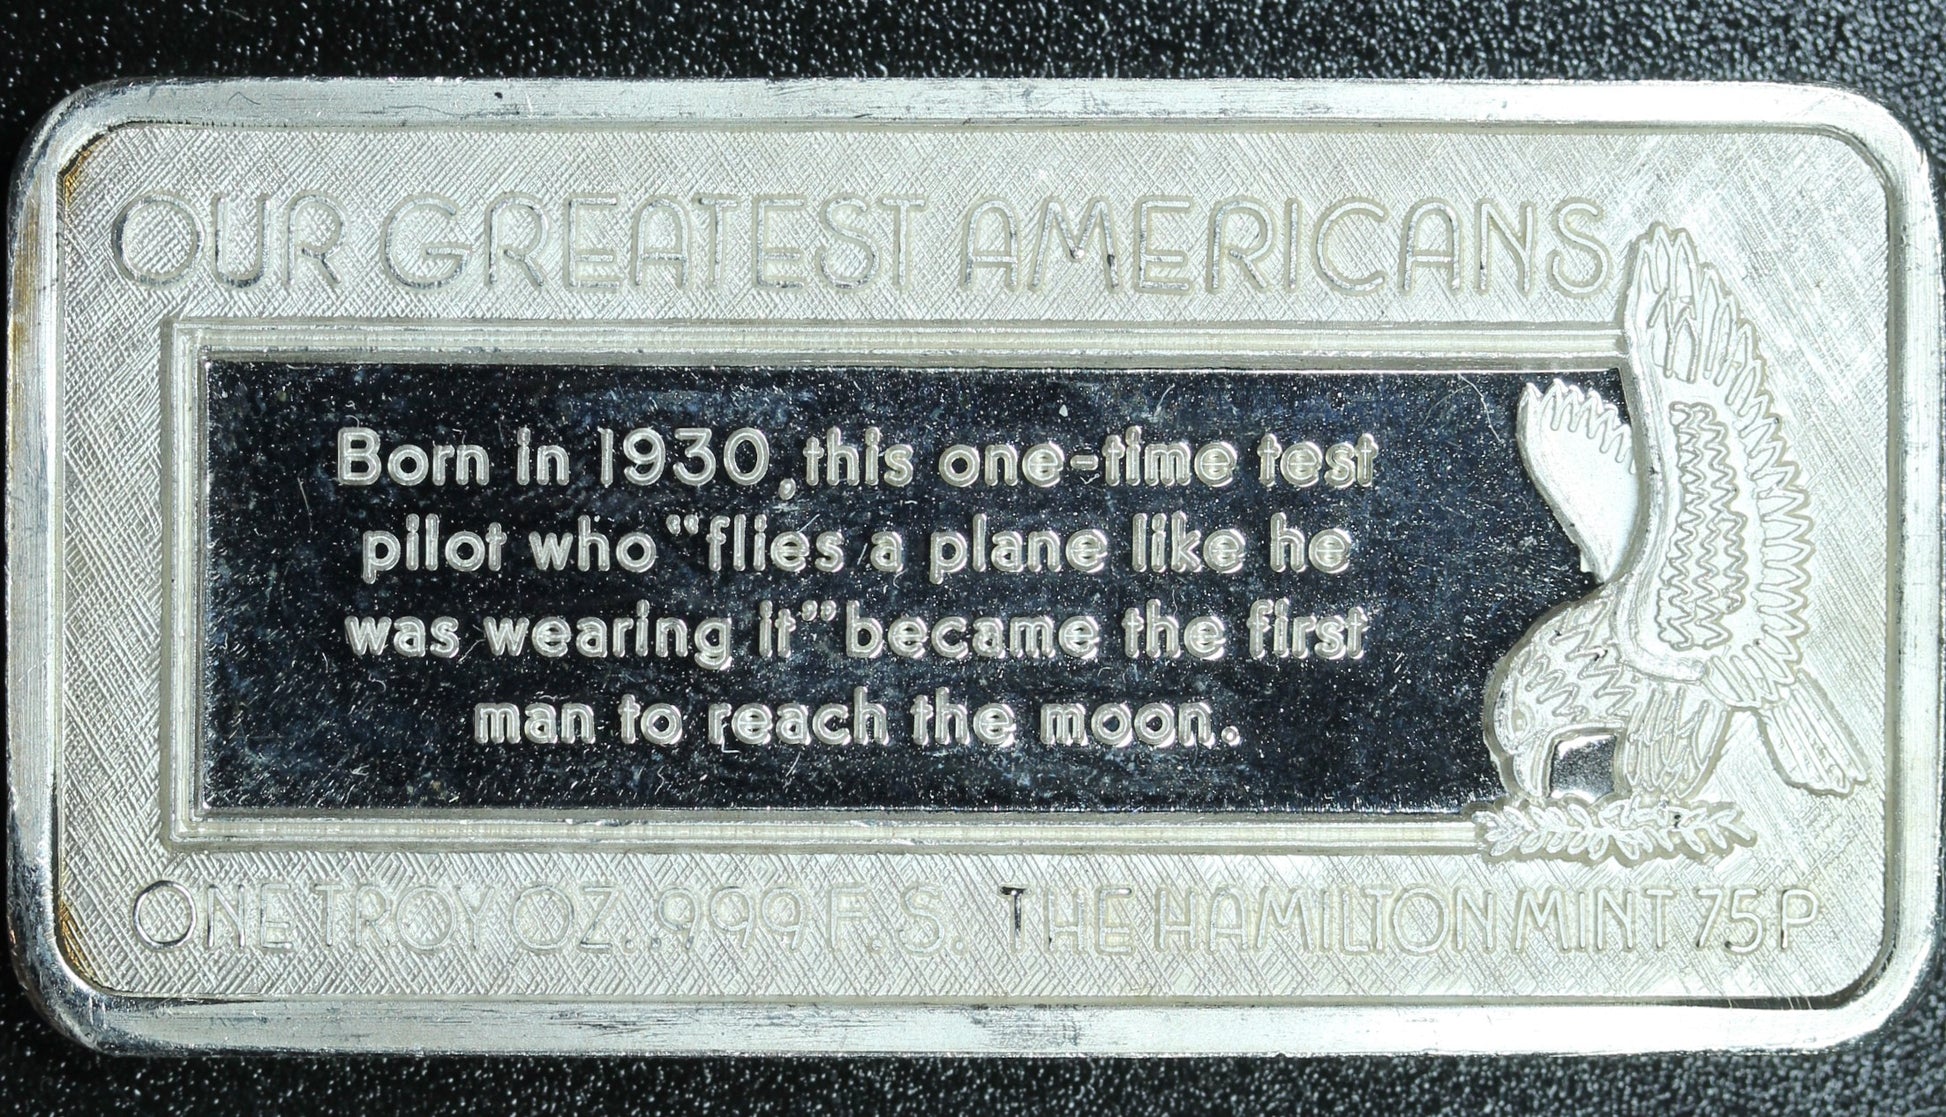 OUR GREATEST AMERICANS
Born in 1930, this one-time test
pilot who "flies a plane like he
was wearing it" became the first
man to reach the moon.
ONE TROY OZ. .999 F.S. THE HAMILTON MINT 75P